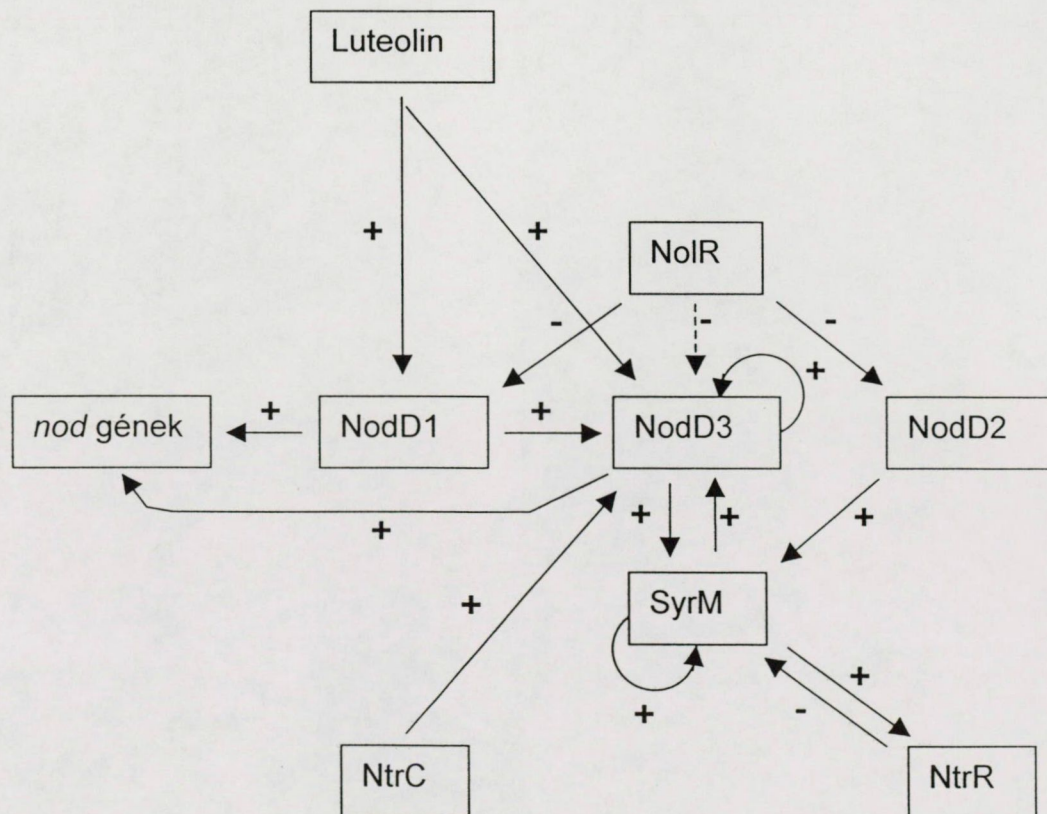 Luteolin
+
+
NolR
-
-
-
+
nod gének
+
NodD1
+
NodD3
NodD2
+
+
+
+
+
SyrM
+
+
-
NtrC
NtrR